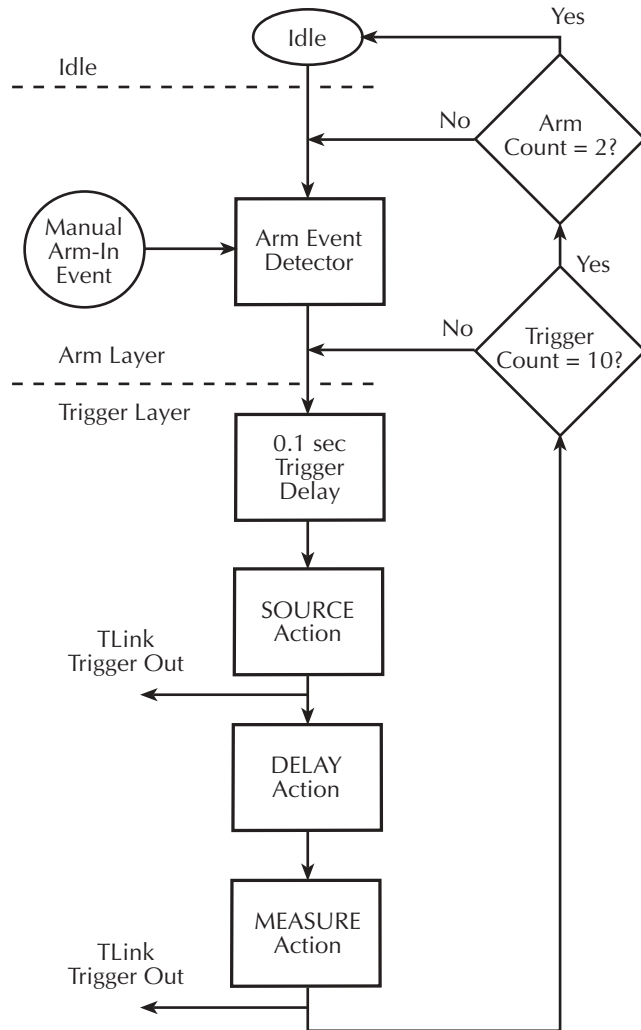 Idle
Yes
Idle
No
Arm
Count = 2?
Manual
Arm-In
Event
Arm Event
Detector
Yes
No
Trigger
Count = 10?
Arm Layer
Trigger Layer
0.1 sec
Trigger
Delay
SOURCE
Action
TLink
Trigger Out
DELAY
Action
MEASURE
Action
TLink
Trigger Out